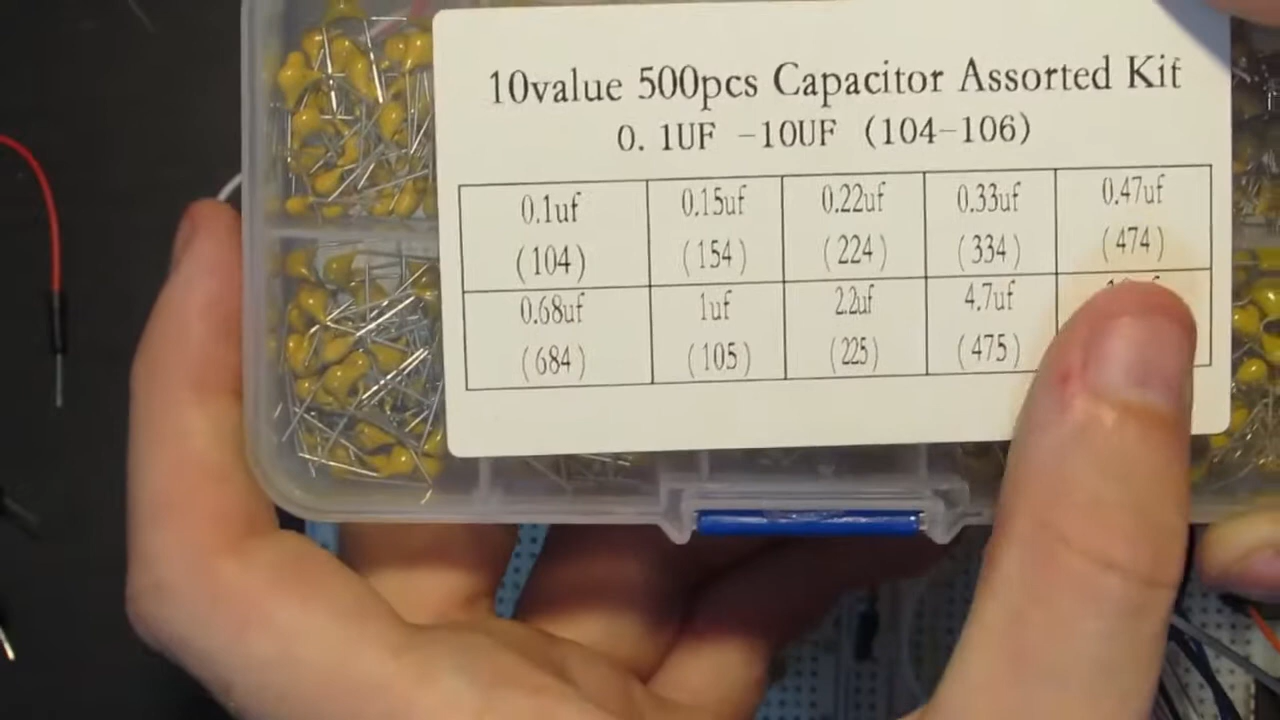 10value 500pcs Capacitor Assorted Kit
0. 1UF -10UF (104-106)
0.1uf 0.15uf 0.22uf 0.33uf 0.47uf
(104) (154) (224) (334) (474)
0.68uf 1uf 2.2uf 4.7uf
(684) (105) (225) (475)